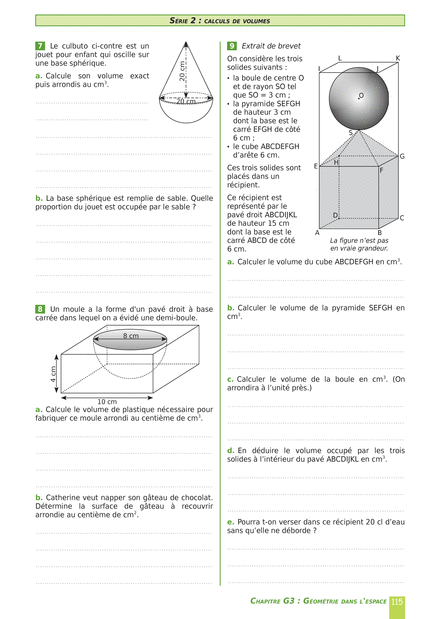 SÉRIE 2 : CALCULS DE VOLUMES
7 Le culbuto ci-contre est un
jouet pour enfant qui oscille sur
une base sphérique.
a. Calcule son volume exact
puis arrondis au cm³.
20 cm
20 cm
b. La base sphérique est remplie de sable. Quelle
proportion du jouet est occupée par le sable ?
8 Un moule a la forme d'un pavé droit à base
carrée dans lequel on a évidé une demi-boule.
8 cm
4 cm
10 cm
a. Calcule le volume de plastique nécessaire pour
fabriquer ce moule arrondi au centième de cm³.
b. Catherine veut napper son gâteau de chocolat.
Détermine la surface de gâteau à recouvrir
arrondie au centième de cm².
9 Extrait de brevet
On considère les trois
solides suivants :
• la boule de centre O
et de rayon SO tel
que SO = 3 cm ;
• la pyramide SEFGH
de hauteur 3 cm
dont la base est le
carré EFGH de côté
6 cm ;
• le cube ABCDEFGH
d'arête 6 cm.
Ces trois solides sont
placés dans un
récipient.
Ce récipient est
représenté par le
pavé droit ABCDIJKL
de hauteur 15 cm
dont la base est le
carré ABCD de côté
6 cm.
L
K
I
J
O
S
H
G
E
F
D
C
A
B
La figure n'est pas
en vraie grandeur.
a. Calculer le volume du cube ABCDEFGH en cm³.
b. Calculer le volume de la pyramide SEFGH en
cm³.
c. Calculer le volume de la boule en cm³. (On
arrondira à l'unité près.)
d. En déduire le volume occupé par les trois
solides à l'intérieur du pavé ABCDIJKL en cm³.
e. Pourra t-on verser dans ce récipient 20 cl d'eau
sans qu'elle ne déborde ?
CHAPITRE G3 : GÉOMÉTRIE DANS L'ESPACE 115